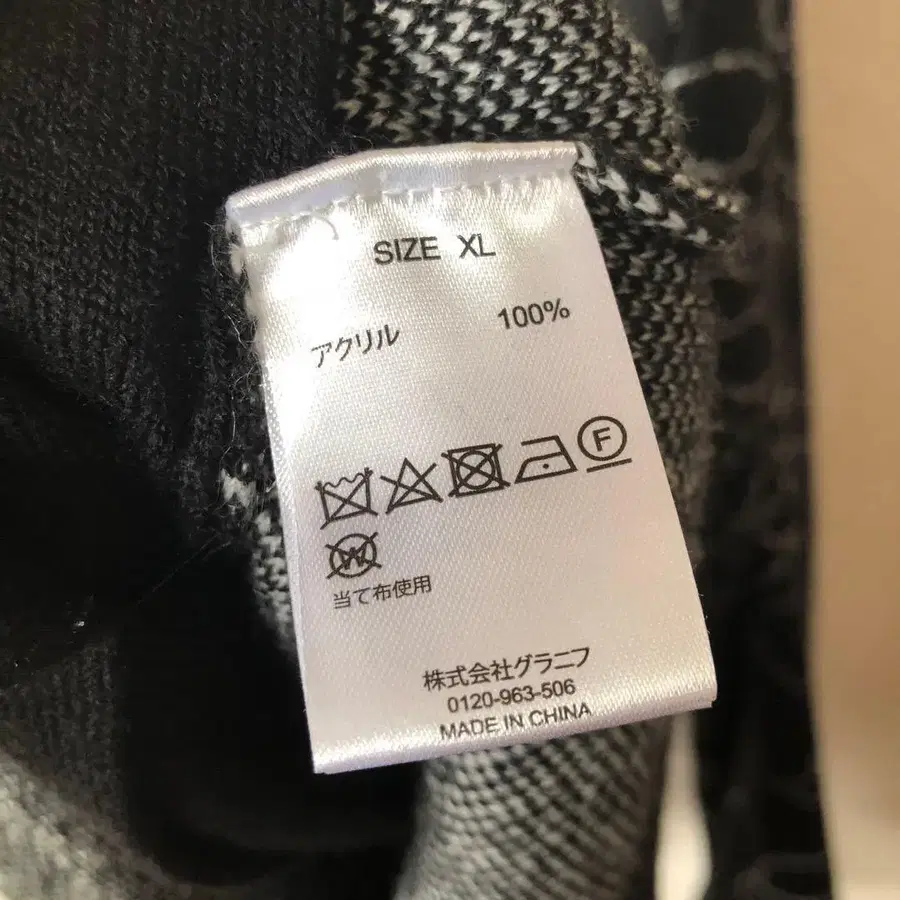 SIZE XL
アクリル 100%
F
W
当て布使用
株式会社グラニフ
0120-963-506
MADE IN CHINA